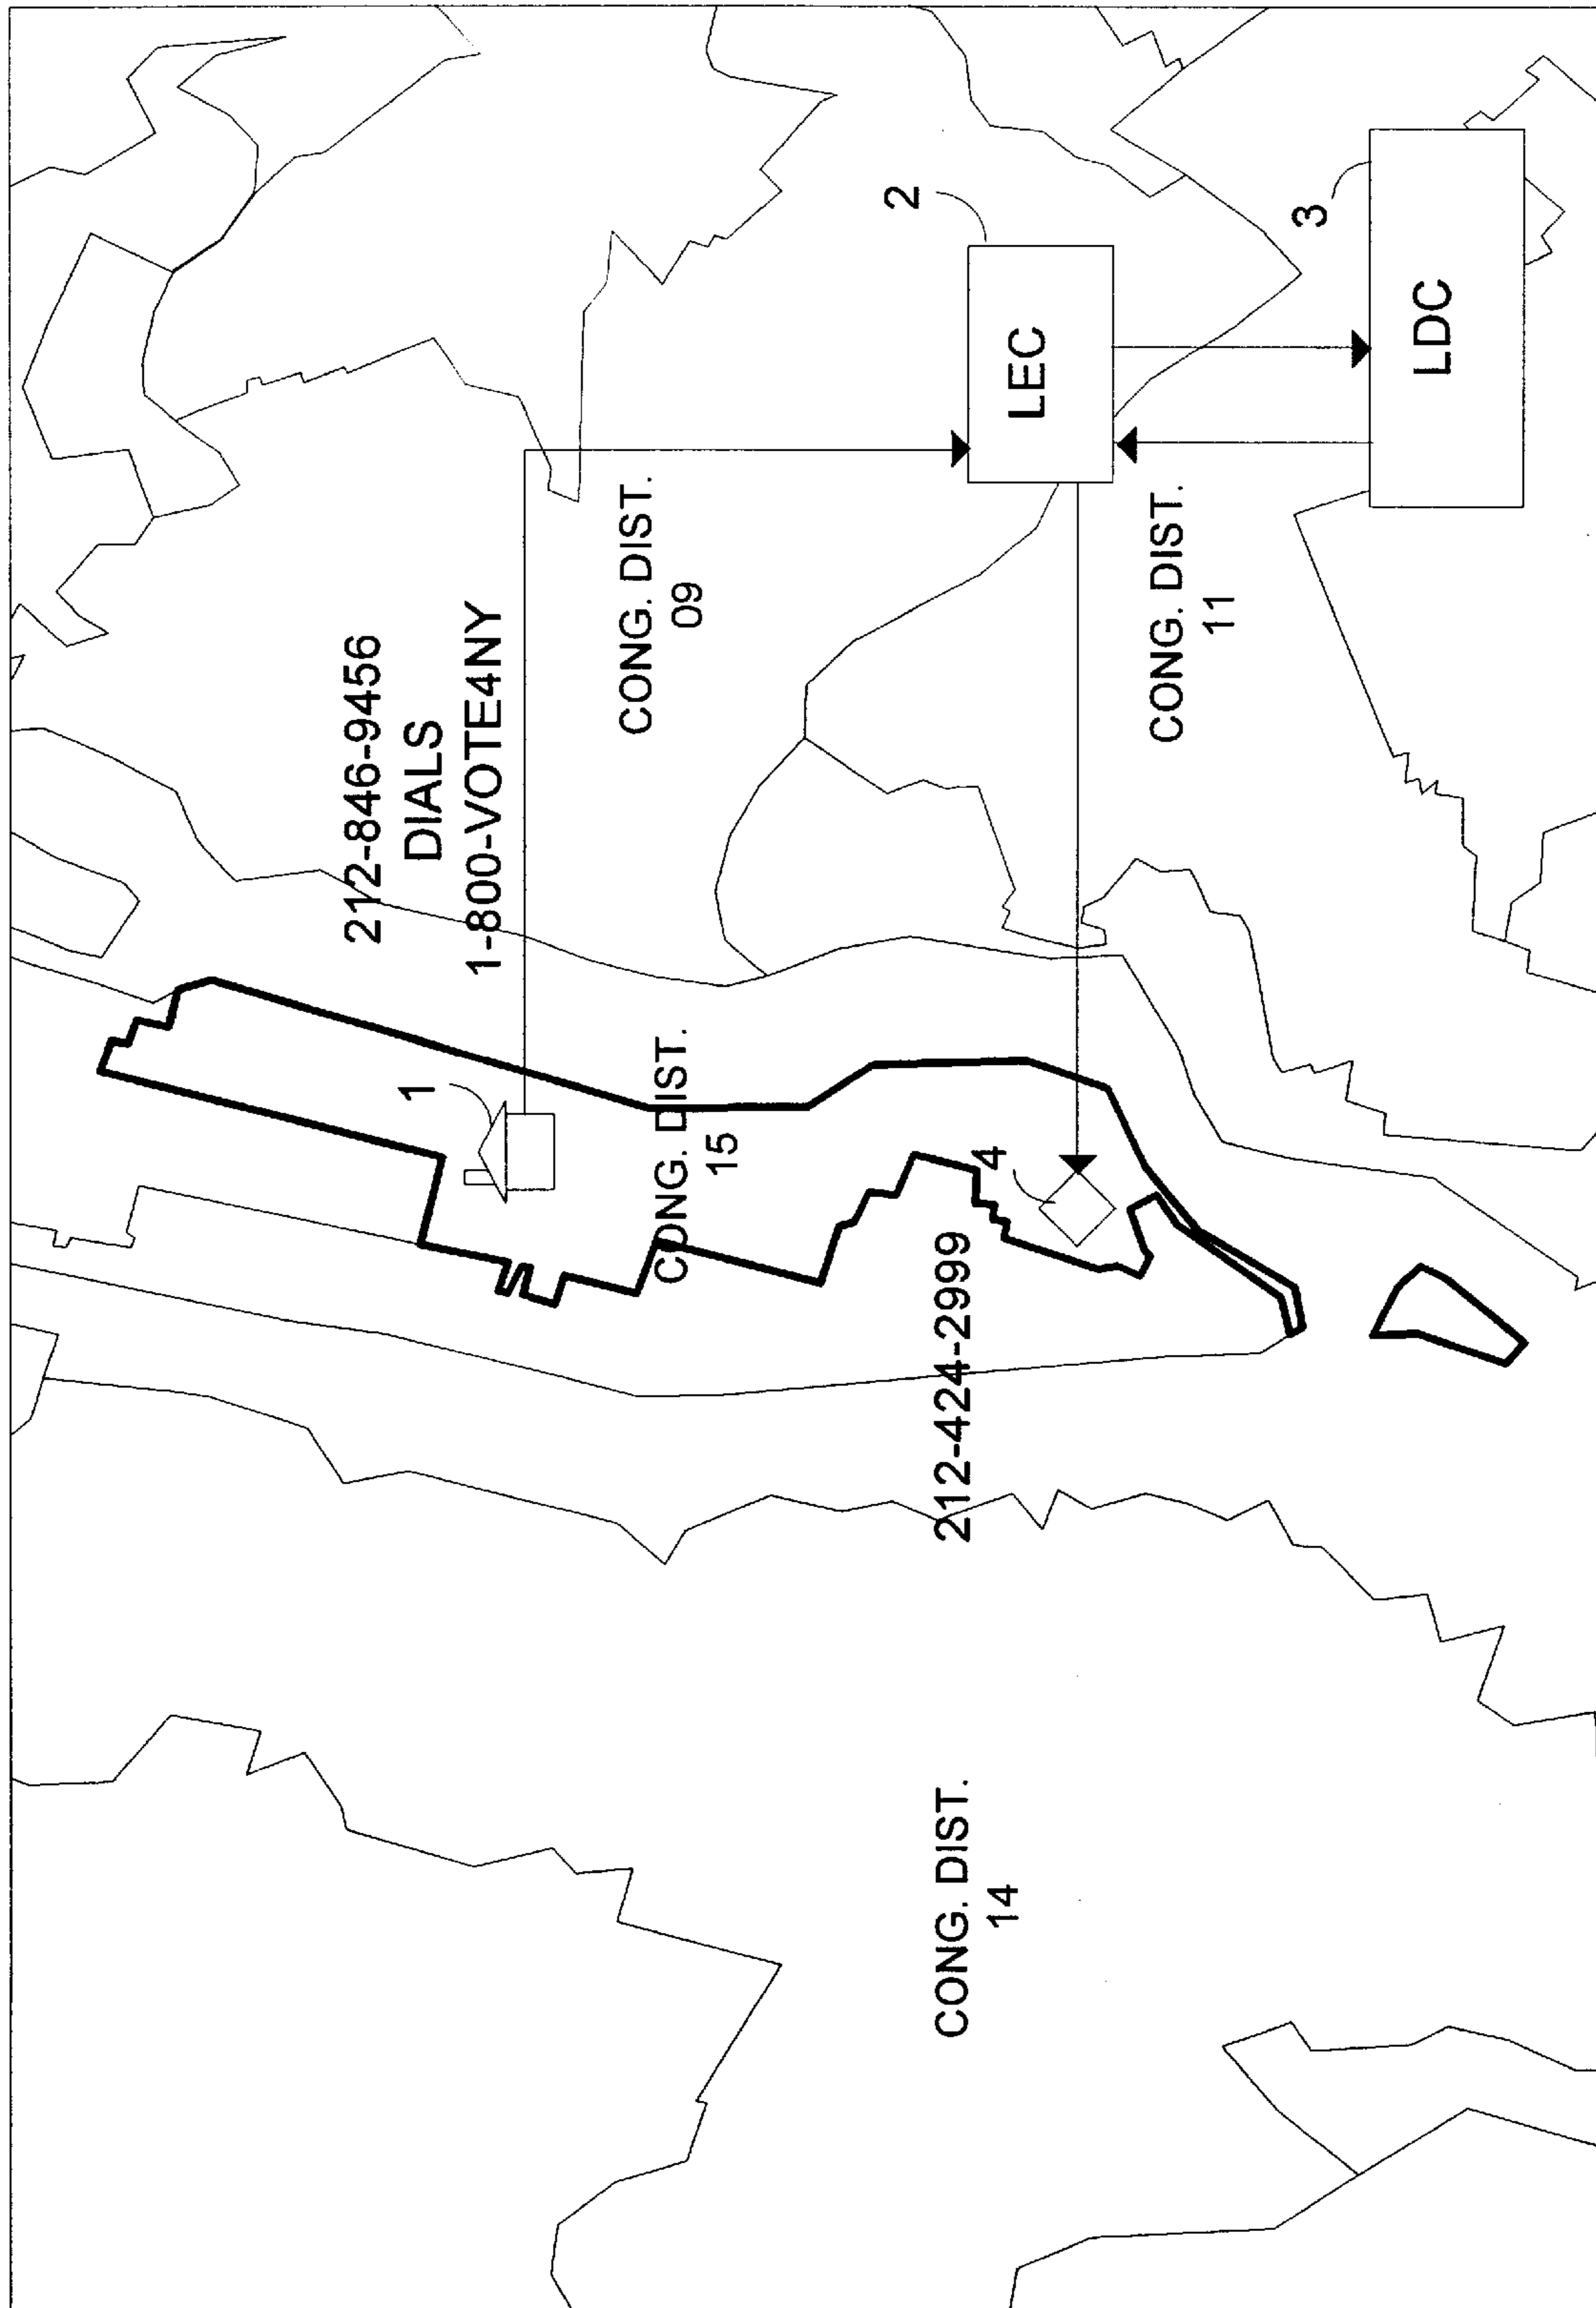 212-846-9456
DIALS
1-800-VOTE4NY
1
CONG. DIST.
09
CONG. DIST.
15
2
LEC
4
212-424-2999
CONG. DIST.
14
CONG. DIST.
11
3
LDC